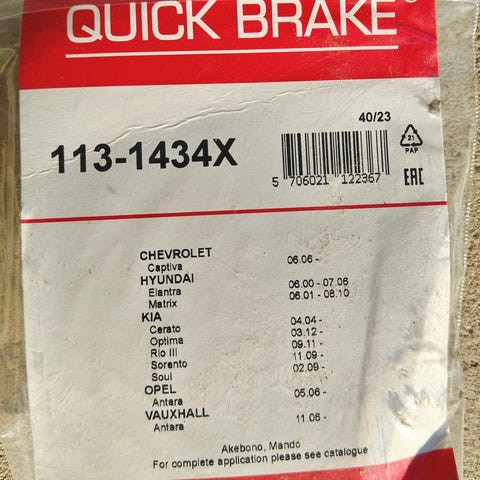 QUICK BRAKE®
40/23
113-1434X
21
PAP
5 706021 122367
EAC
CHEVROLET
Captiva 06.06 -
HYUNDAI
Elantra 06.00 - 07.06
Matrix 06.01 - 08.10
KIA
Cerato 04.04 -
Optima 03.12 -
Rio III 09.11 -
Sorento 11.09 -
Soul 02.09 -
OPEL
Antara 05.06 -
VAUXHALL
Antara 11.06 -
Akebono, Mando
For complete application please see catalogue